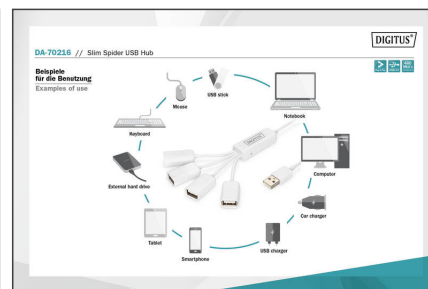 DIGITUS®
DA-70216 // Slim Spider USB Hub
Beispiele
für die Benutzung
Examples of use
USB stick
Mouse
Notebook
Keyboard
DIGITUS
Computer
External hard drive
Car charger
Tablet
Smartphone
USB charger